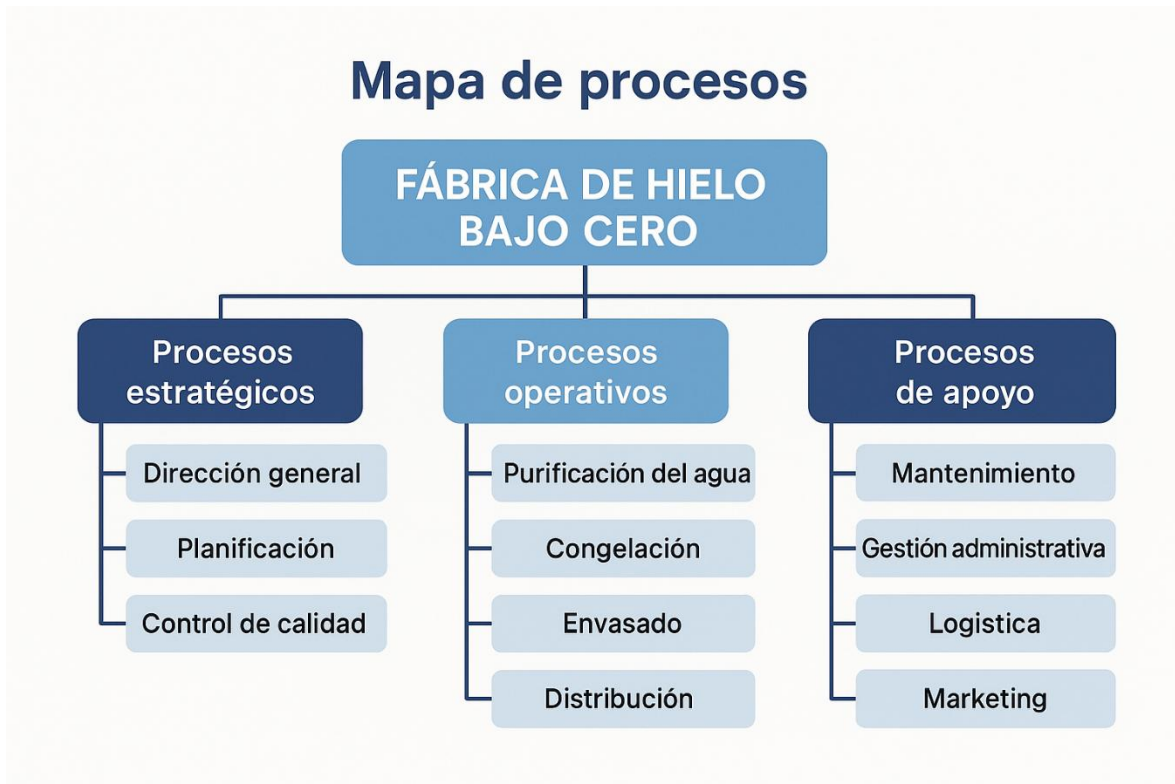 Mapa de procesos
FÁBRICA DE HIELO
BAJO CERO
Procesos
estratégicos
Dirección general
Planificación
Control de calidad
Procesos
operativos
Purificación del agua
Congelación
Envasado
Distribución
Procesos
de apoyo
Mantenimiento
Gestión administrativa
Logistica
Marketing